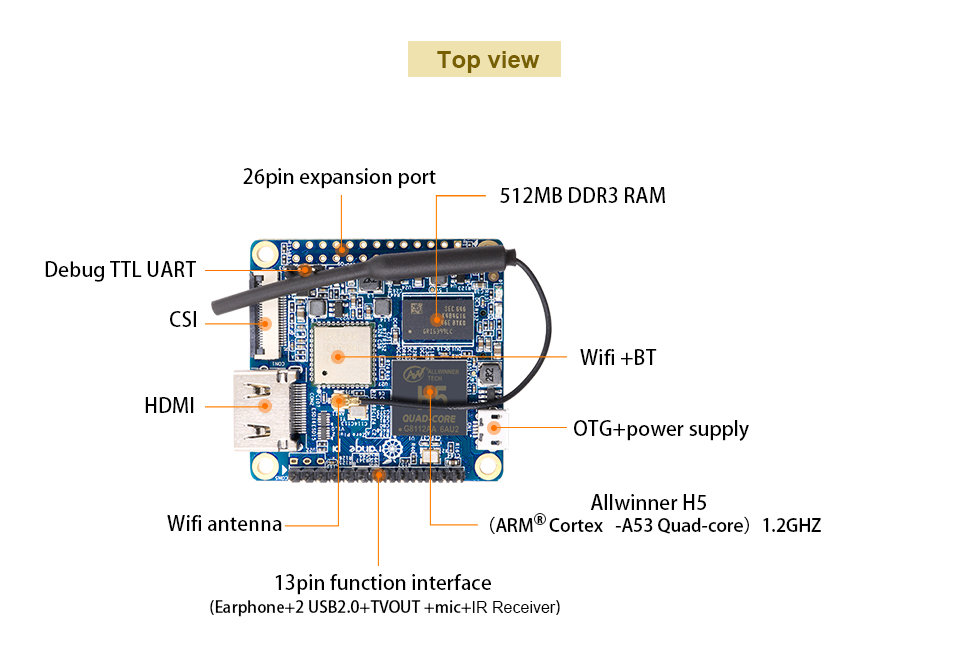 Top view
26pin expansion port
512MB DDR3 RAM
Debug TTL UART
CSI
Wifi +BT
HDMI
OTG+power supply
Allwinner H5
Wifi antenna
（ARM® Cortex -A53 Quad-core）1.2GHZ
13pin function interface
(Earphone+2 USB2.0+TVOUT +mic+IR Receiver)
ALLWINNER
TECH
H5
QUAD-CORE